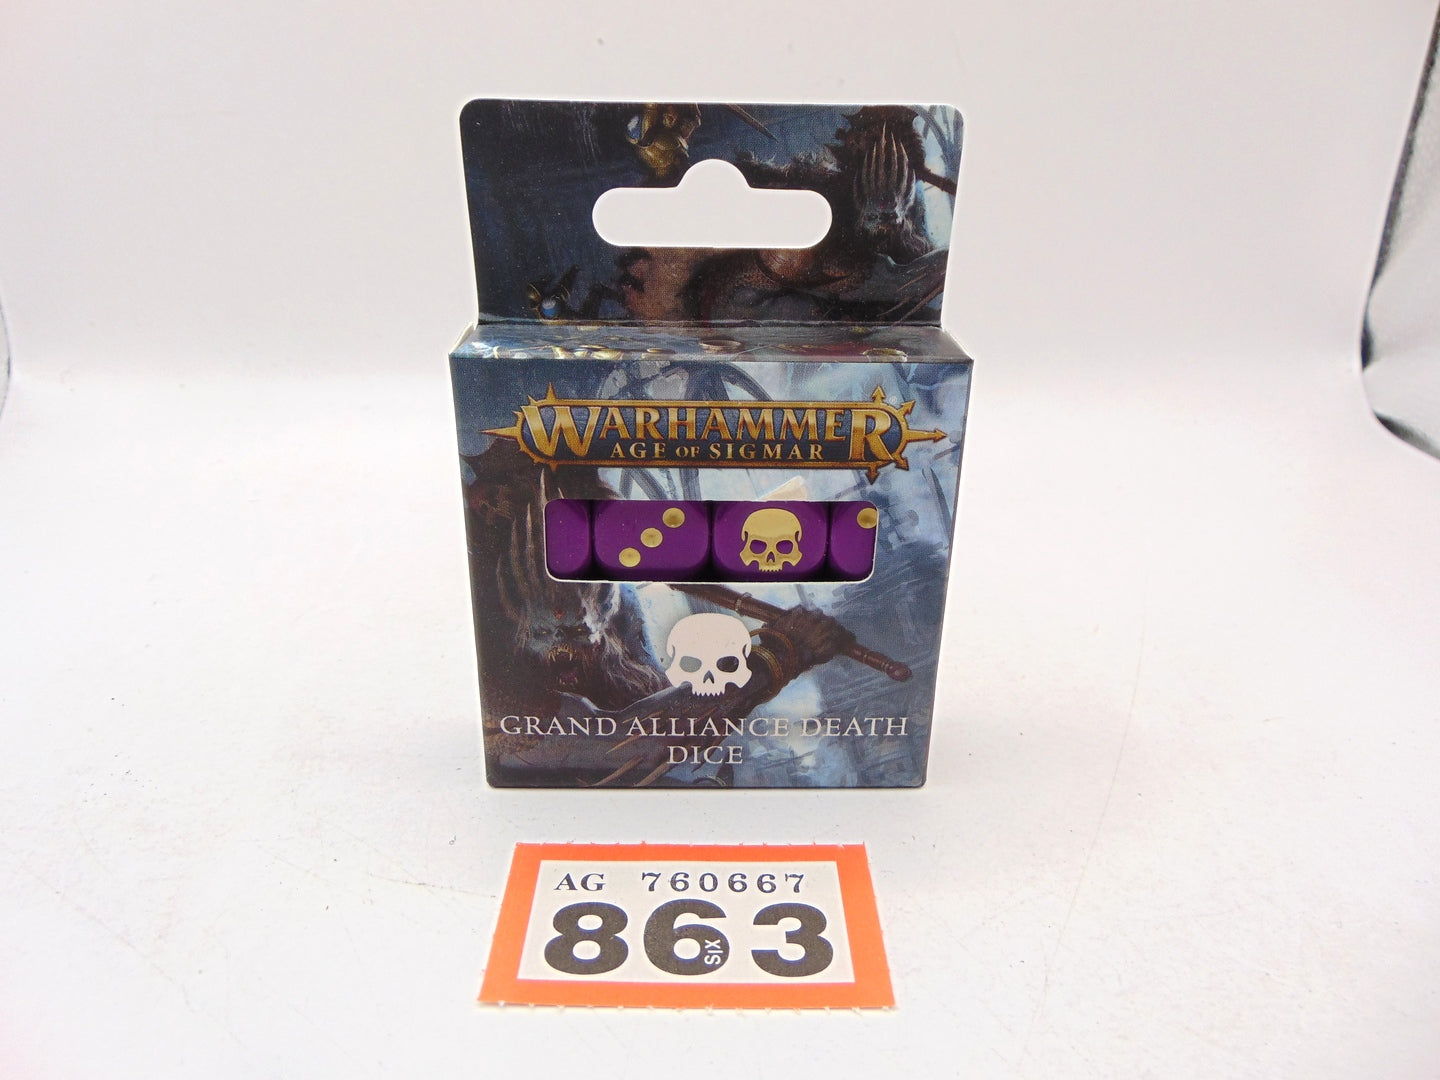 WARHAMMER
AGE OF SIGMAR
GRAND ALLIANCE DEATH
DICE
AG 760667
863
SIX